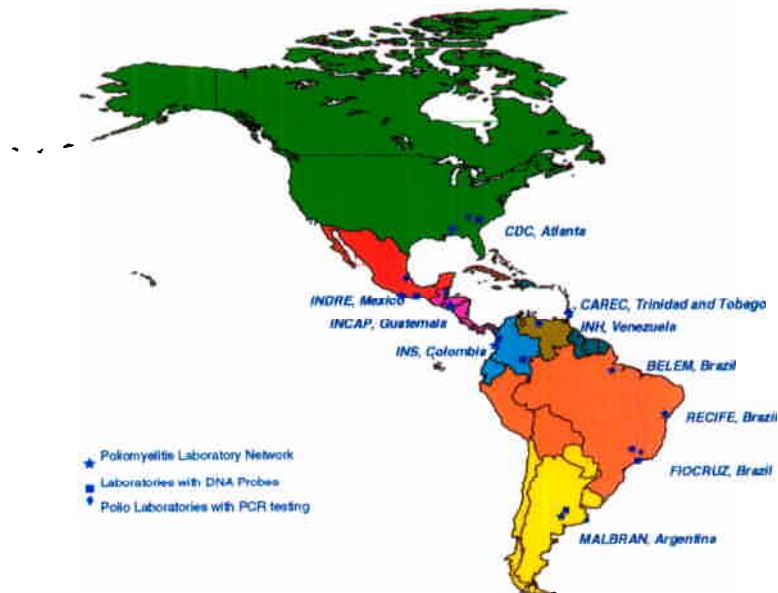 CDC, Atlanta
INDRE, Mexico
CAREC, Trinidad and Tobago
INCAP, Guatemala
INH, Venezuela
INS, Colombia
BELEM, Brazil
RECIFE, Brazil
Poliomyelitis Laboratory Network
FIOCRUZ, Brazil
Laboratories with DNA Probes
Polio Laboratories with PCR testing
MALBRAN, Argentina